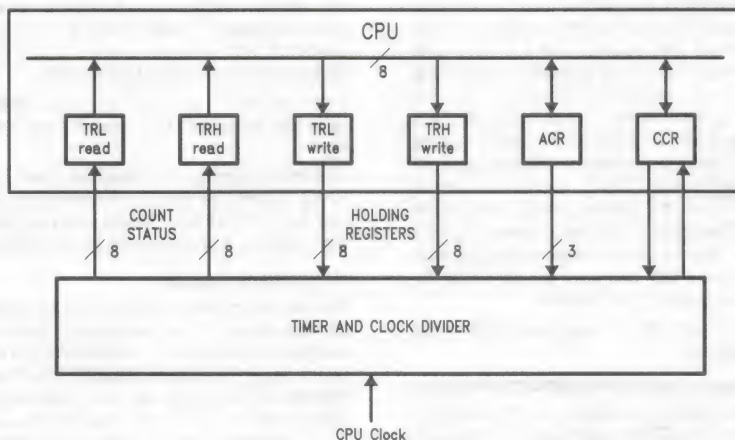 CPU
8
TRL read
TRH read
TRL write
TRH write
ACR
CCR
COUNT STATUS
HOLDING REGISTERS
8
8
8
8
3
TIMER AND CLOCK DIVIDER
CPU Clock